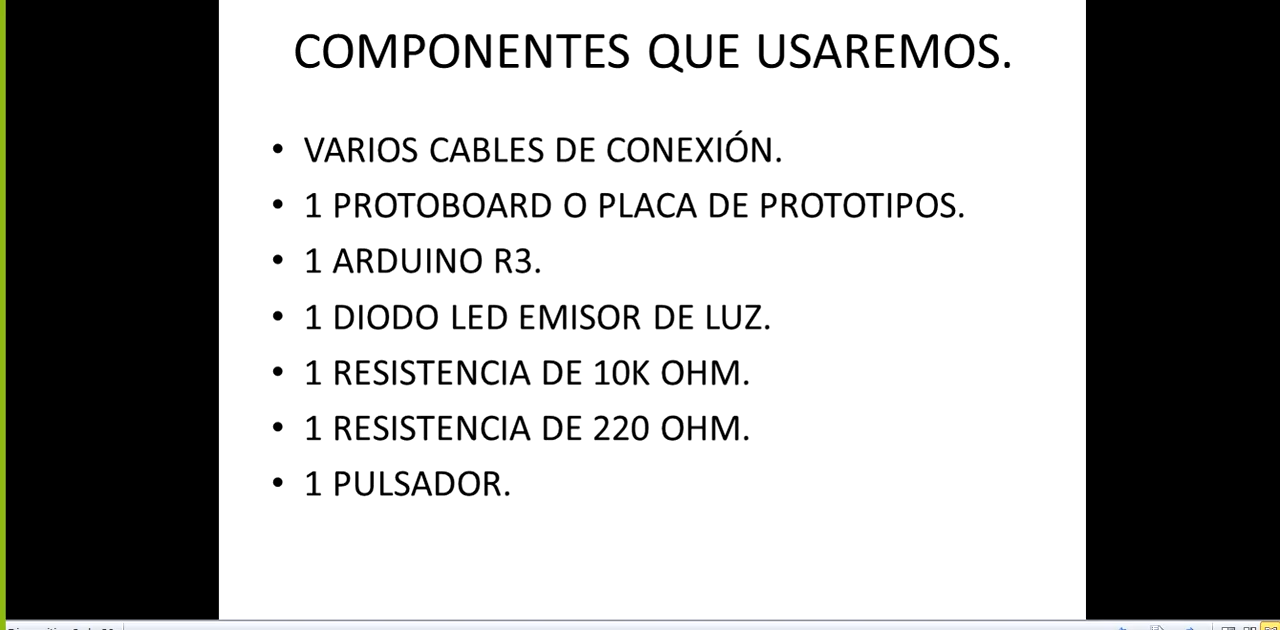 COMPONENTES QUE USAREMOS.
• VARIOS CABLES DE CONEXIÓN.
• 1 PROTOBOARD O PLACA DE PROTOTIPOS.
• 1 ARDUINO R3.
• 1 DIODO LED EMISOR DE LUZ.
• 1 RESISTENCIA DE 10K OHM.
• 1 RESISTENCIA DE 220 OHM.
• 1 PULSADOR.